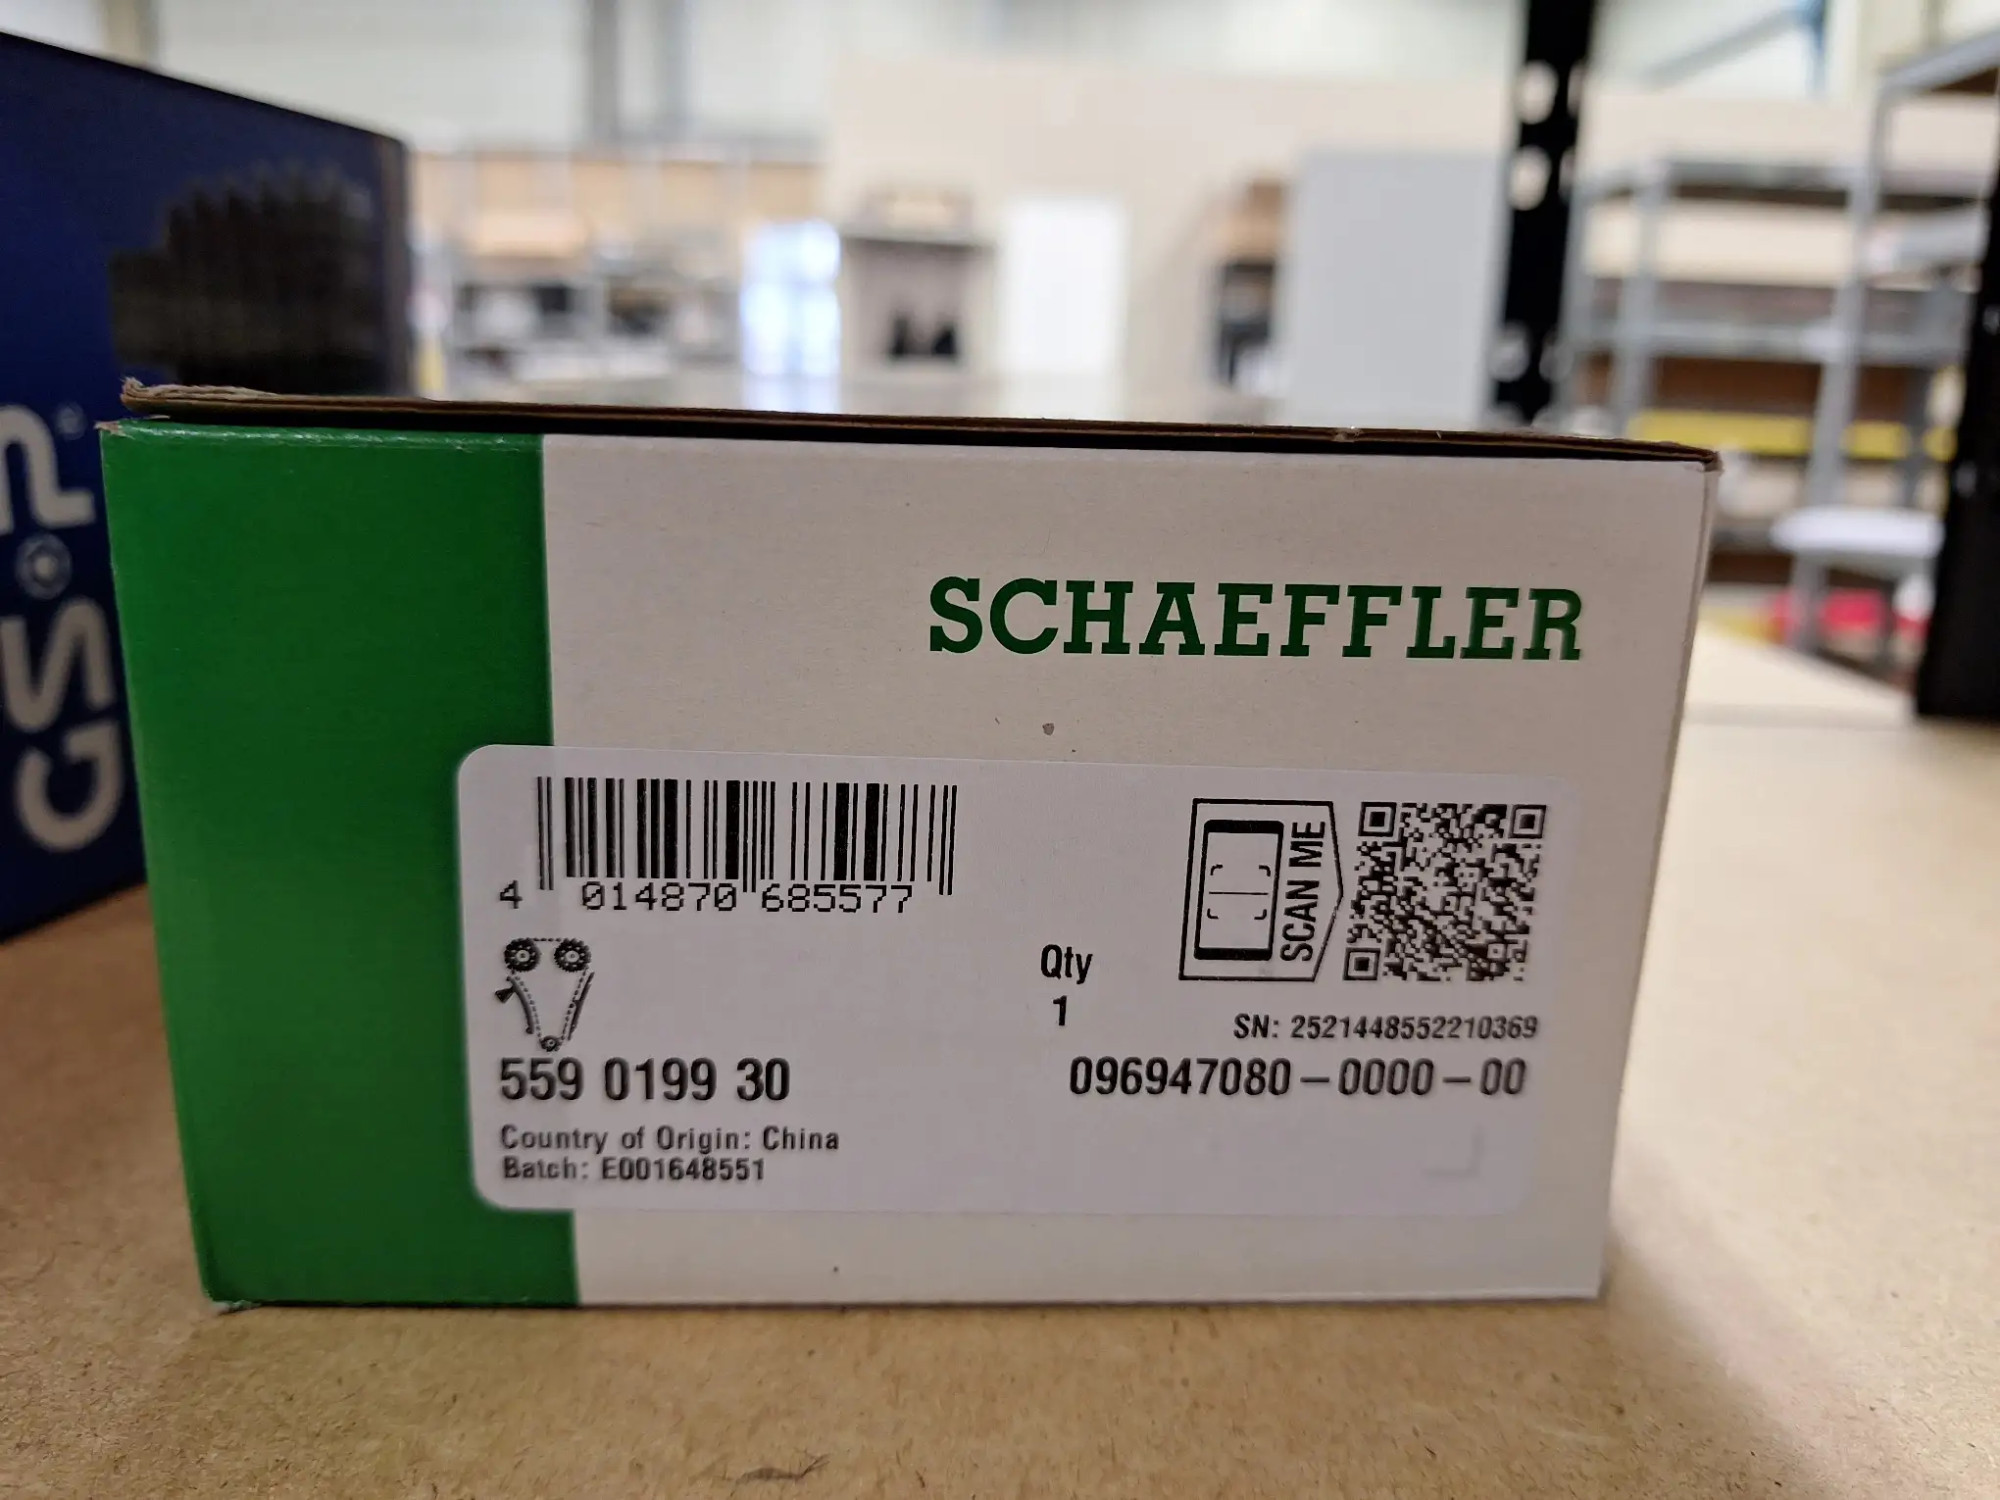 SCHAEFFLER
4 014870 685577
SCAN ME
Qty
1
SN: 2521448552210369
559 0199 30
096947080-0000-00
Country of Origin: China
Batch: E001648551